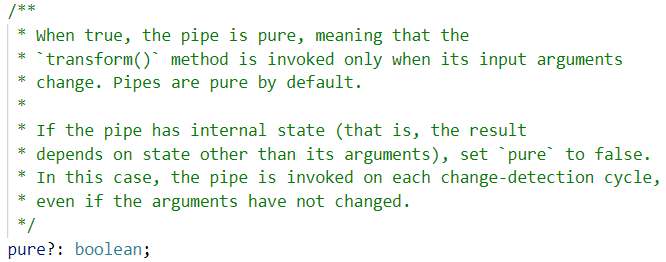 /**
* When true, the pipe is pure, meaning that the
* `transform()` method is invoked only when its input arguments
* change. Pipes are pure by default.
*
* If the pipe has internal state (that is, the result
* depends on state other than its arguments), set `pure` to false.
* In this case, the pipe is invoked on each change-detection cycle,
* even if the arguments have not changed.
*/
pure?: boolean;